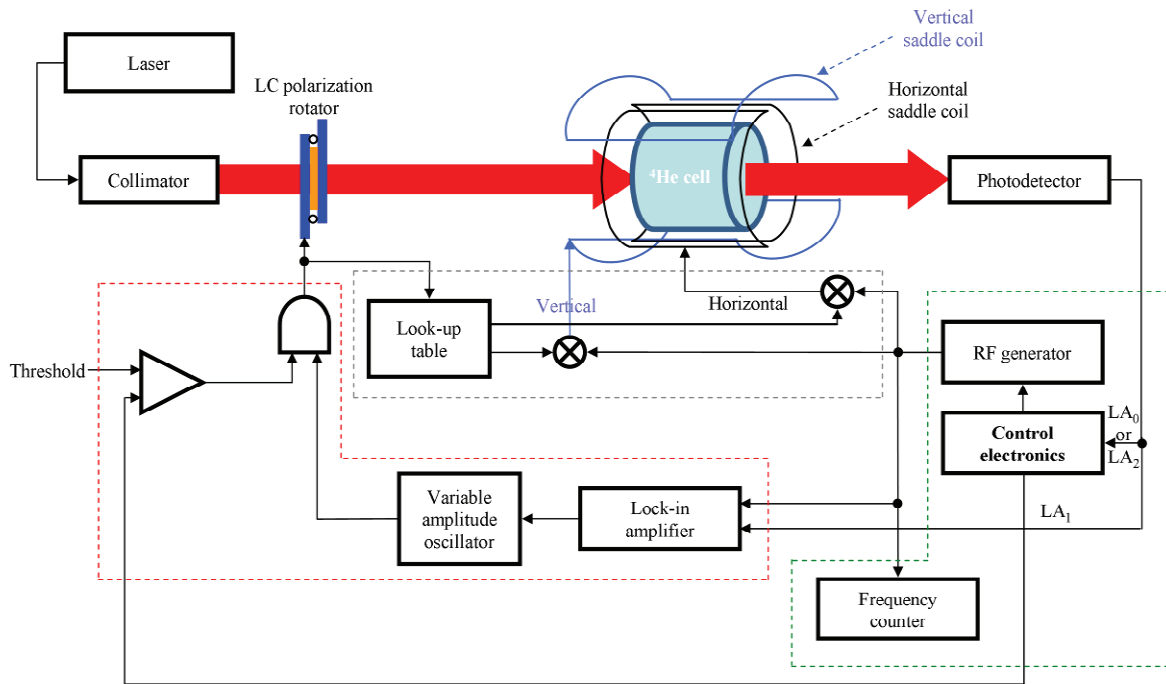 Vertical
saddle coil
Laser
LC polarization
rotator
Horizontal
saddle coil
Collimator
⁴He cell
Photodetector
Vertical
Horizontal
Look-up
table
RF generator
Threshold
LA₀
or
LA₂
Control
electronics
Variable
amplitude
oscillator
Lock-in
amplifier
LA₁
Frequency
counter